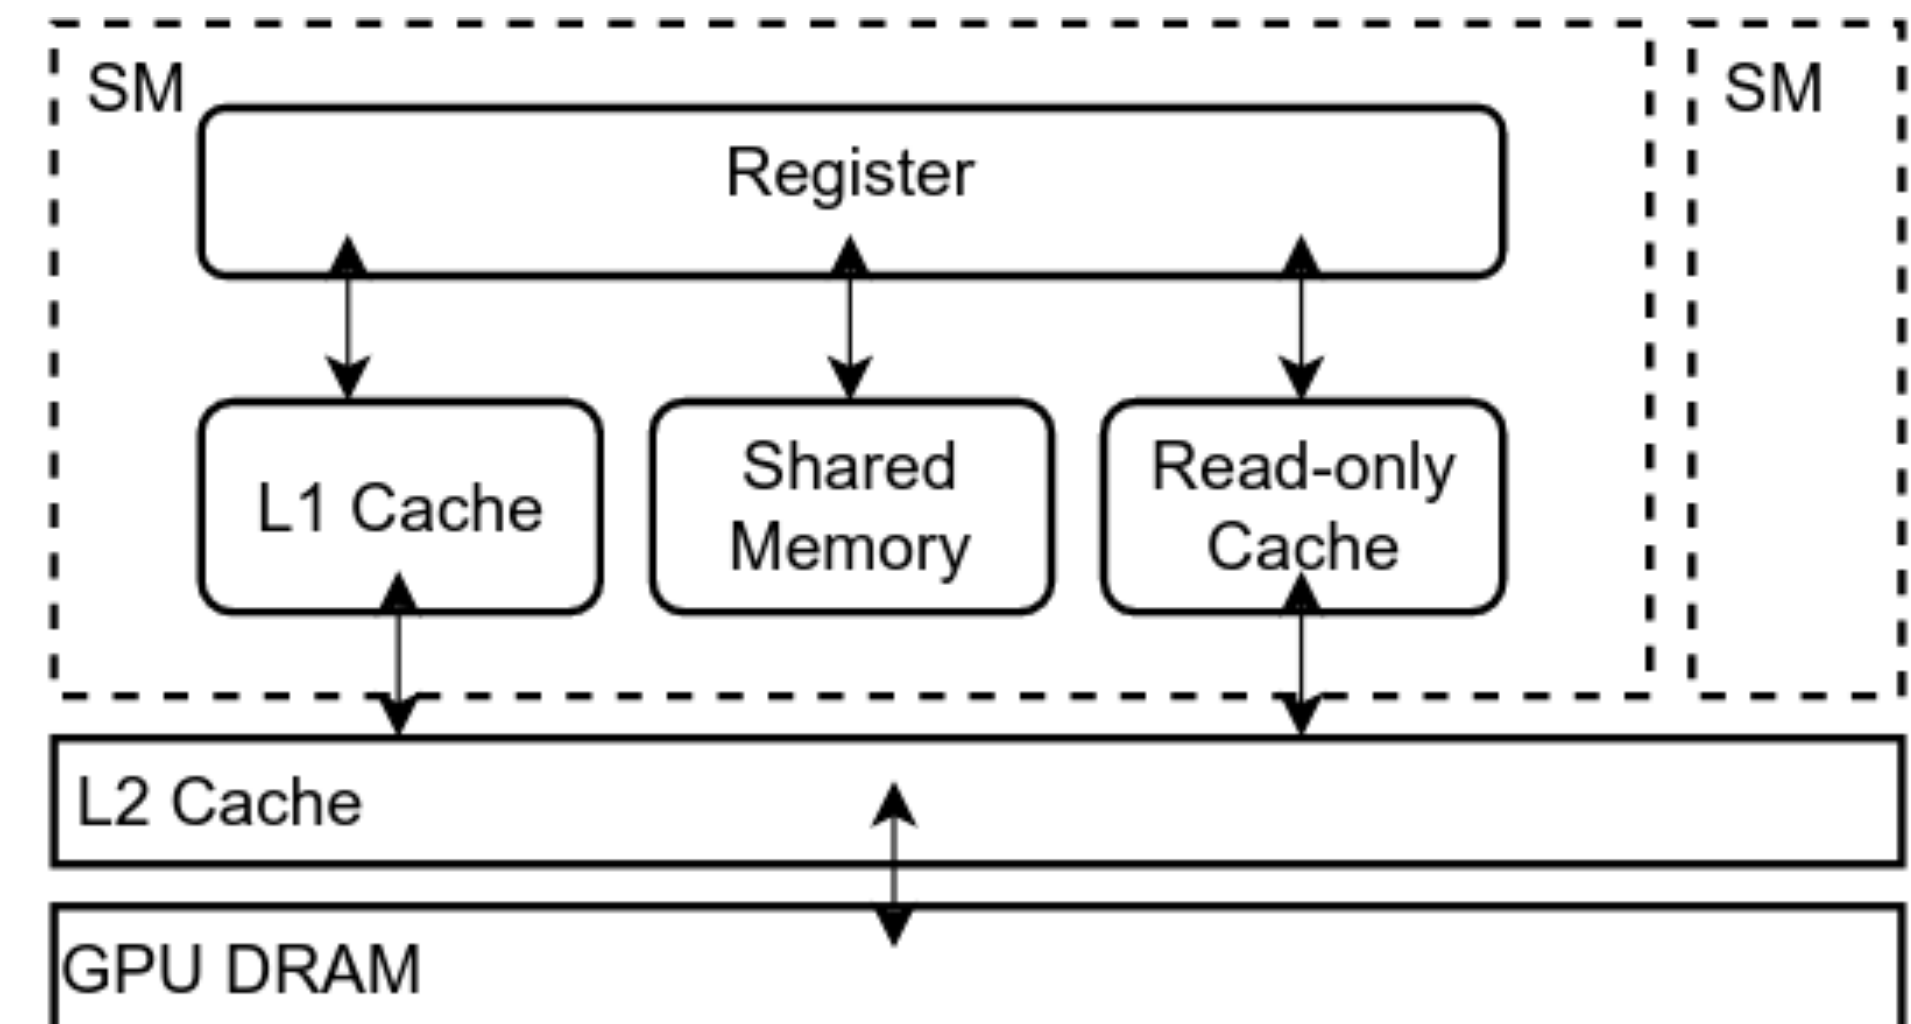 SM
SM
Register
L1 Cache
Shared
Memory
Read-only
Cache
L2 Cache
GPU DRAM